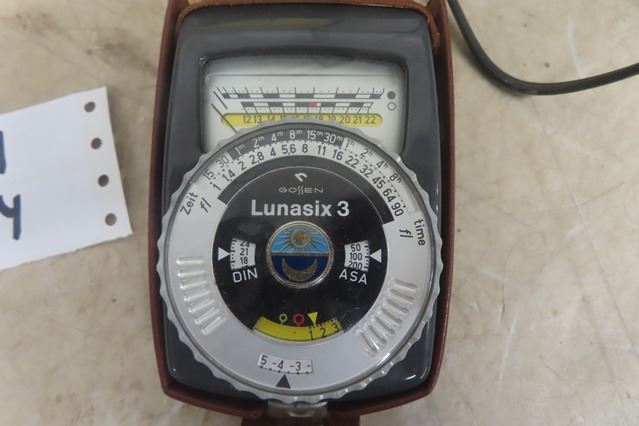 12 13 14 15 16 17 18 19 20 21 22
Zeit 15 30 1m 2m 4m 8m 15m 30m 1h 2h 4h 8h time
f/ 1 1,4 2 2,8 4 5,6 8 11 16 22 32 45 64 90 f/
GOSSEN
Lunasix 3
21
18
DIN
50
100
200
ASA
1 2 3
5 -4 -3 -